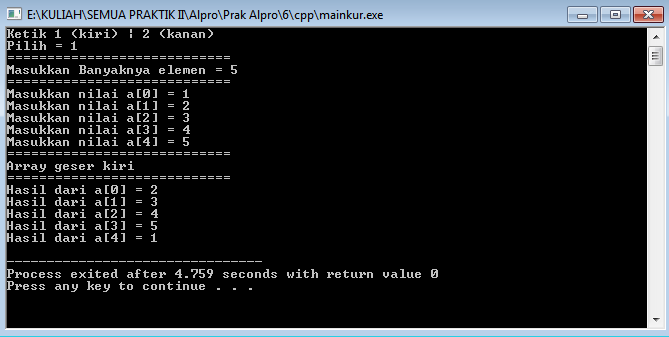 E:\KULIAH\SEMUA PRAKTIK II\Alpro\Prak Alpro\6\cpp\mainkur.exe
Ketik 1 (kiri) ¦ 2 (kanan)
Pilih = 1
============================
Masukkan Banyaknya elemen = 5
============================
Masukkan nilai a[0] = 1
Masukkan nilai a[1] = 2
Masukkan nilai a[2] = 3
Masukkan nilai a[3] = 4
Masukkan nilai a[4] = 5
============================
Array geser kiri
============================
Hasil dari a[0] = 2
Hasil dari a[1] = 3
Hasil dari a[2] = 4
Hasil dari a[3] = 5
Hasil dari a[4] = 1
--------------------------------
Process exited after 4.759 seconds with return value 0
Press any key to continue . . .